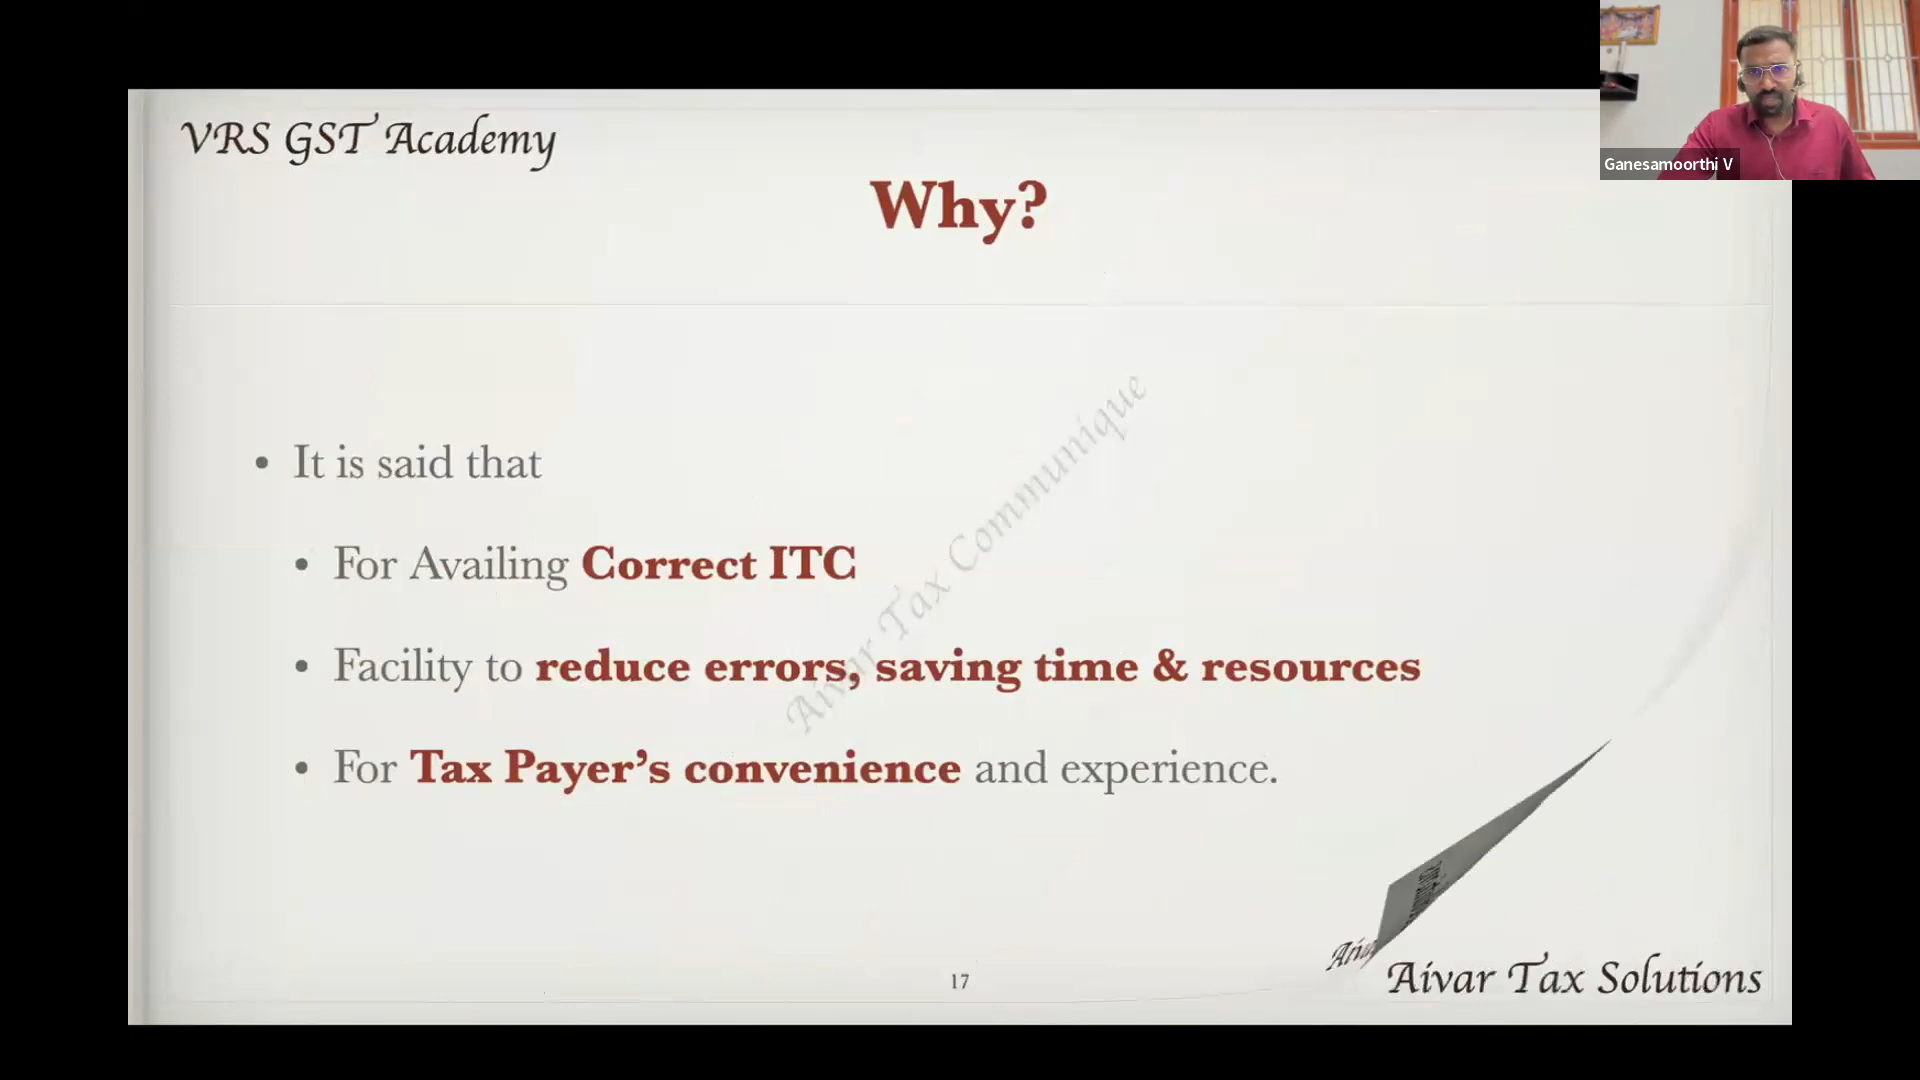 VRS GST Academy
Ganesamoorthi V
Why?
• It is said that
• For Availing Correct ITC
• Facility to reduce errors, saving time & resources
• For Tax Payer's convenience and experience.
Aivar Tax Communique
17
Aivar Tax Solutions